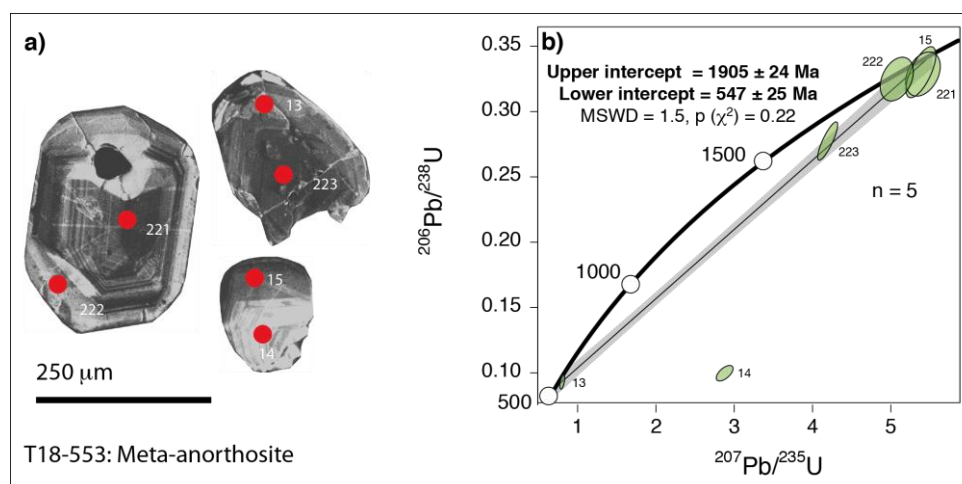 a)
13
223
221
222
15
14
250 μm
T18-553: Meta-anorthosite
b)
Upper intercept = 1905 ± 24 Ma
Lower intercept = 547 ± 25 Ma
MSWD = 1.5, p (χ²) = 0.22
15
222
221
223
1500
n = 5
1000
14
13
500
0.35
0.30
0.25
0.20
0.15
0.10
²⁰⁶Pb/²³⁸U
1 2 3 4 5
²⁰⁷Pb/²³⁵U